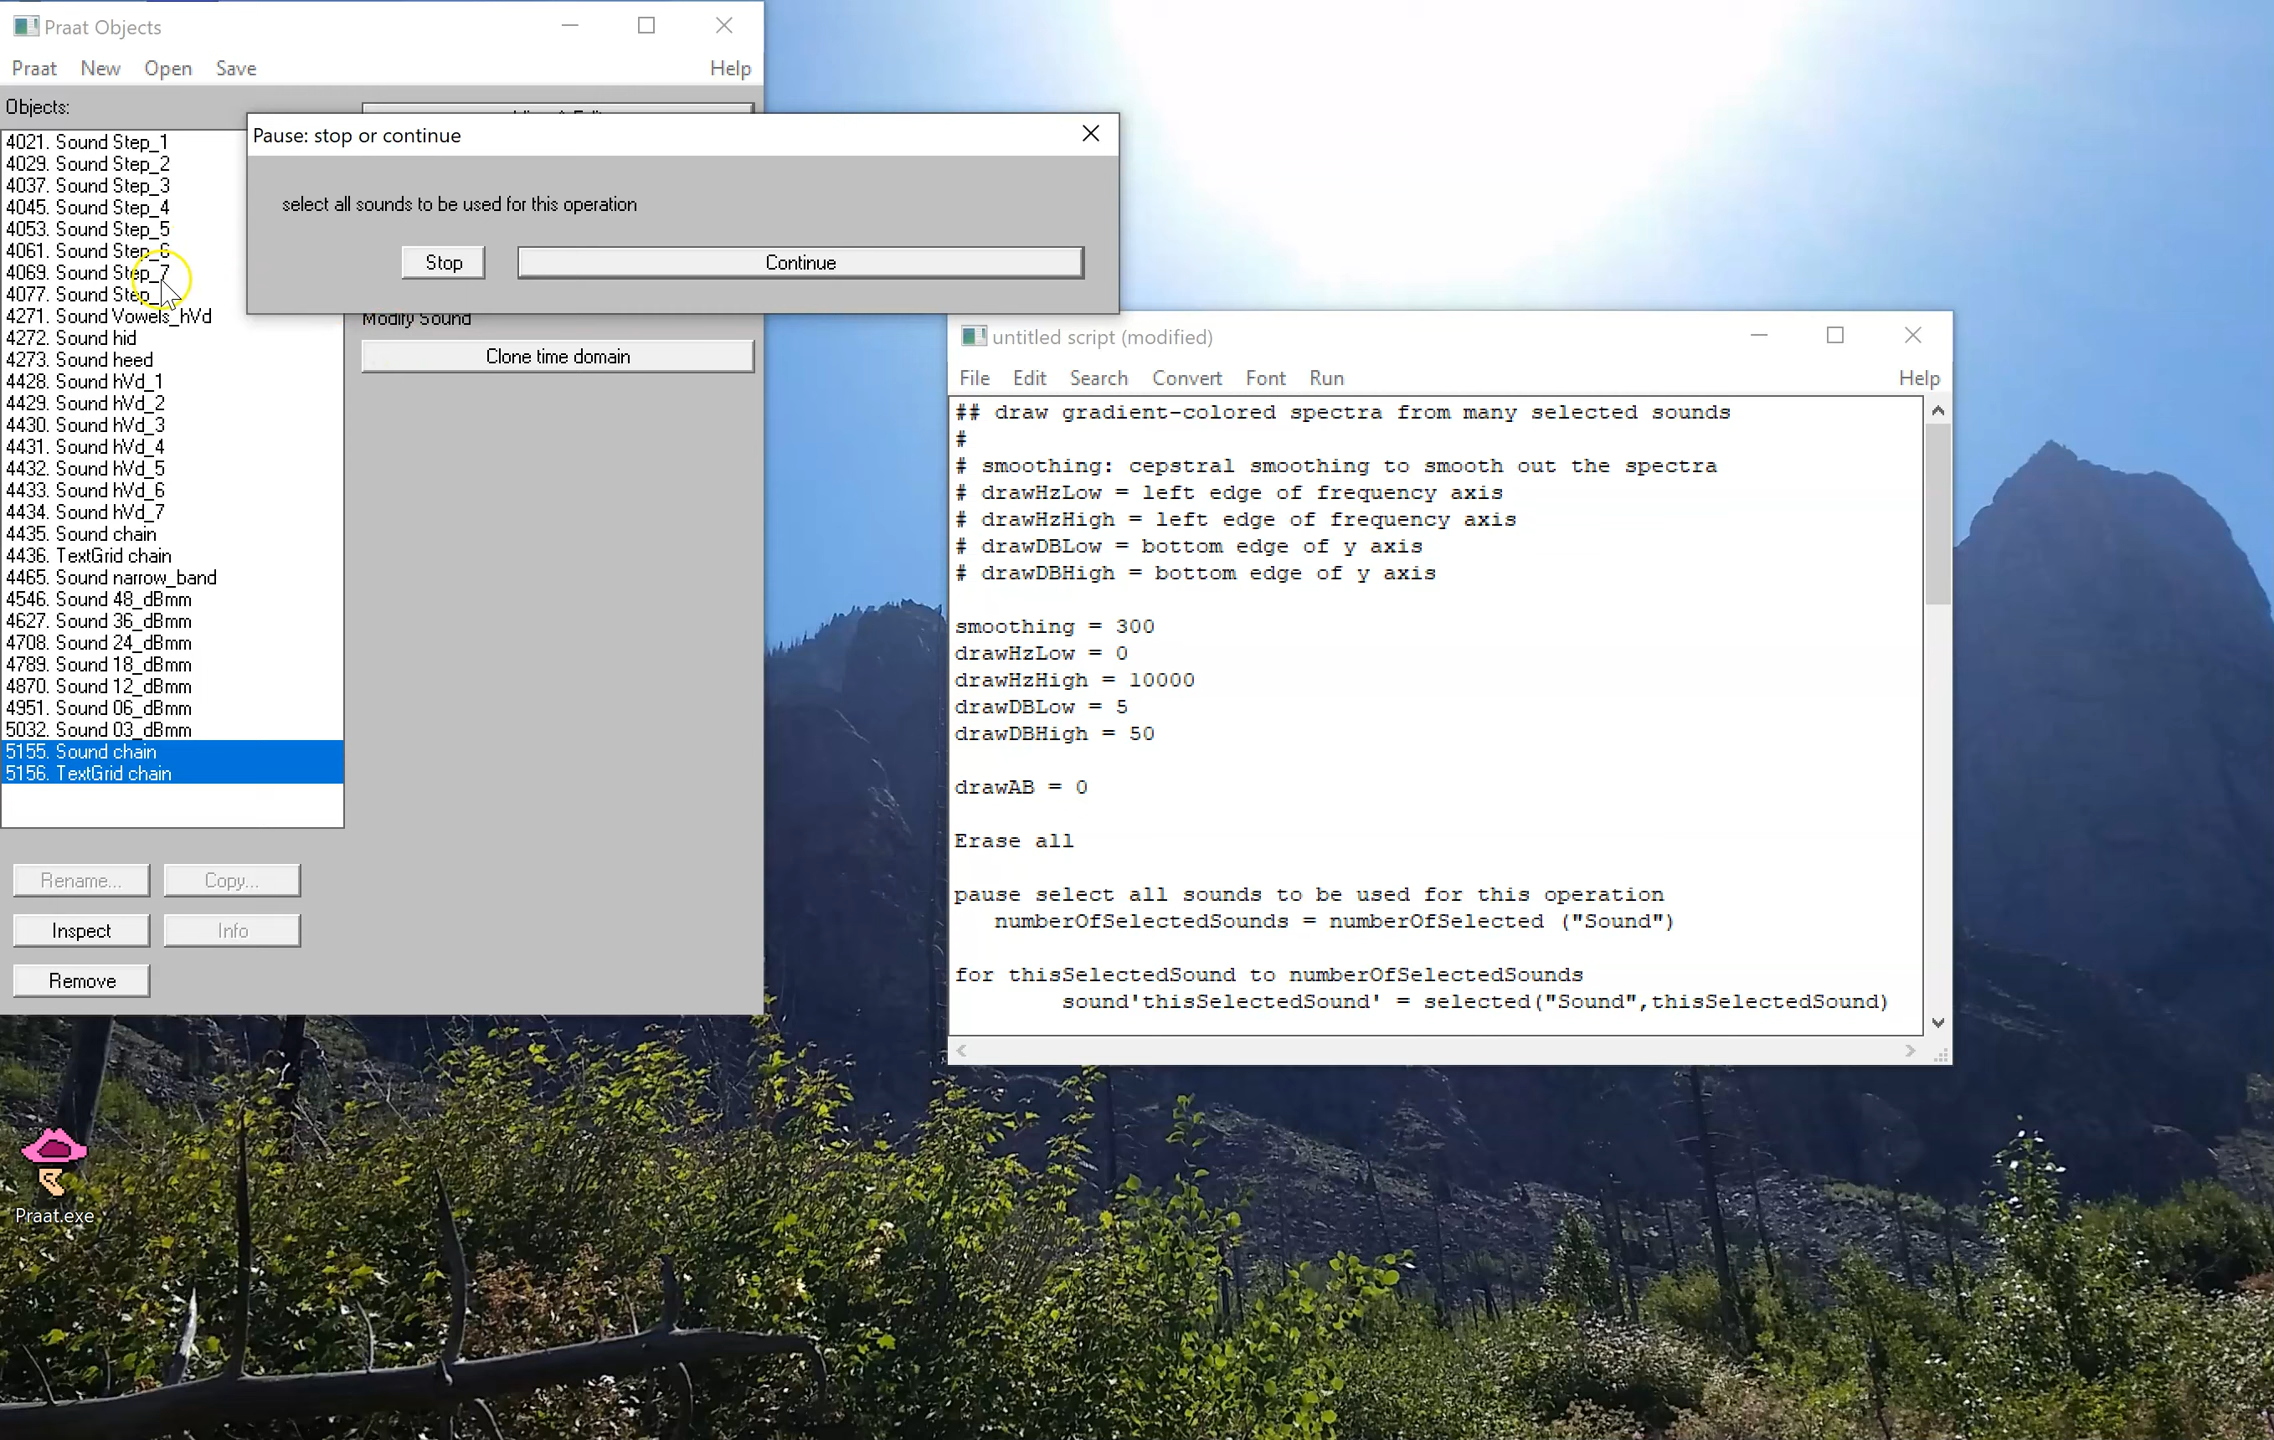 Praat Objects
Praat New Open Save Help
Objects:
4021. Sound Step_1
4029. Sound Step_2
4037. Sound Step_3
4045. Sound Step_4
4053. Sound Step_5
4061. Sound Step_6
4069. Sound Step_7
4077. Sound
4271. Sound Vowels_hVd
4272. Sound hid
4273. Sound heed
4428. Sound hVd_1
4429. Sound hVd_2
4430. Sound hVd_3
4431. Sound hVd_4
4432. Sound hVd_5
4433. Sound hVd_6
4434. Sound hVd_7
4435. Sound chain
4436. TextGrid chain
4465. Sound narrow_band
4546. Sound 48_dBmm
4627. Sound 36_dBmm
4708. Sound 24_dBmm
4789. Sound 18_dBmm
4870. Sound 12_dBmm
4951. Sound 06_dBmm
5032. Sound 03_dBmm
5155. Sound chain
5156. TextGrid chain
Rename... Copy...
Inspect Info
Remove
Pause: stop or continue
select all sounds to be used for this operation
Stop Continue
Modify Sound
Clone time domain
untitled script (modified)
File Edit Search Convert Font Run Help
## draw gradient-colored spectra from many selected sounds
#
# smoothing: cepstral smoothing to smooth out the spectra
# drawHzLow = left edge of frequency axis
# drawHzHigh = left edge of frequency axis
# drawDBLow = bottom edge of y axis
# drawDBHigh = bottom edge of y axis
smoothing = 300
drawHzLow = 0
drawHzHigh = 10000
drawDBLow = 5
drawDBHigh = 50
drawAB = 0
Erase all
pause select all sounds to be used for this operation
numberOfSelectedSounds = numberOfSelected ("Sound")
for thisSelectedSound to numberOfSelectedSounds
sound'thisSelectedSound' = selected("Sound",thisSelectedSound)
Praat.exe